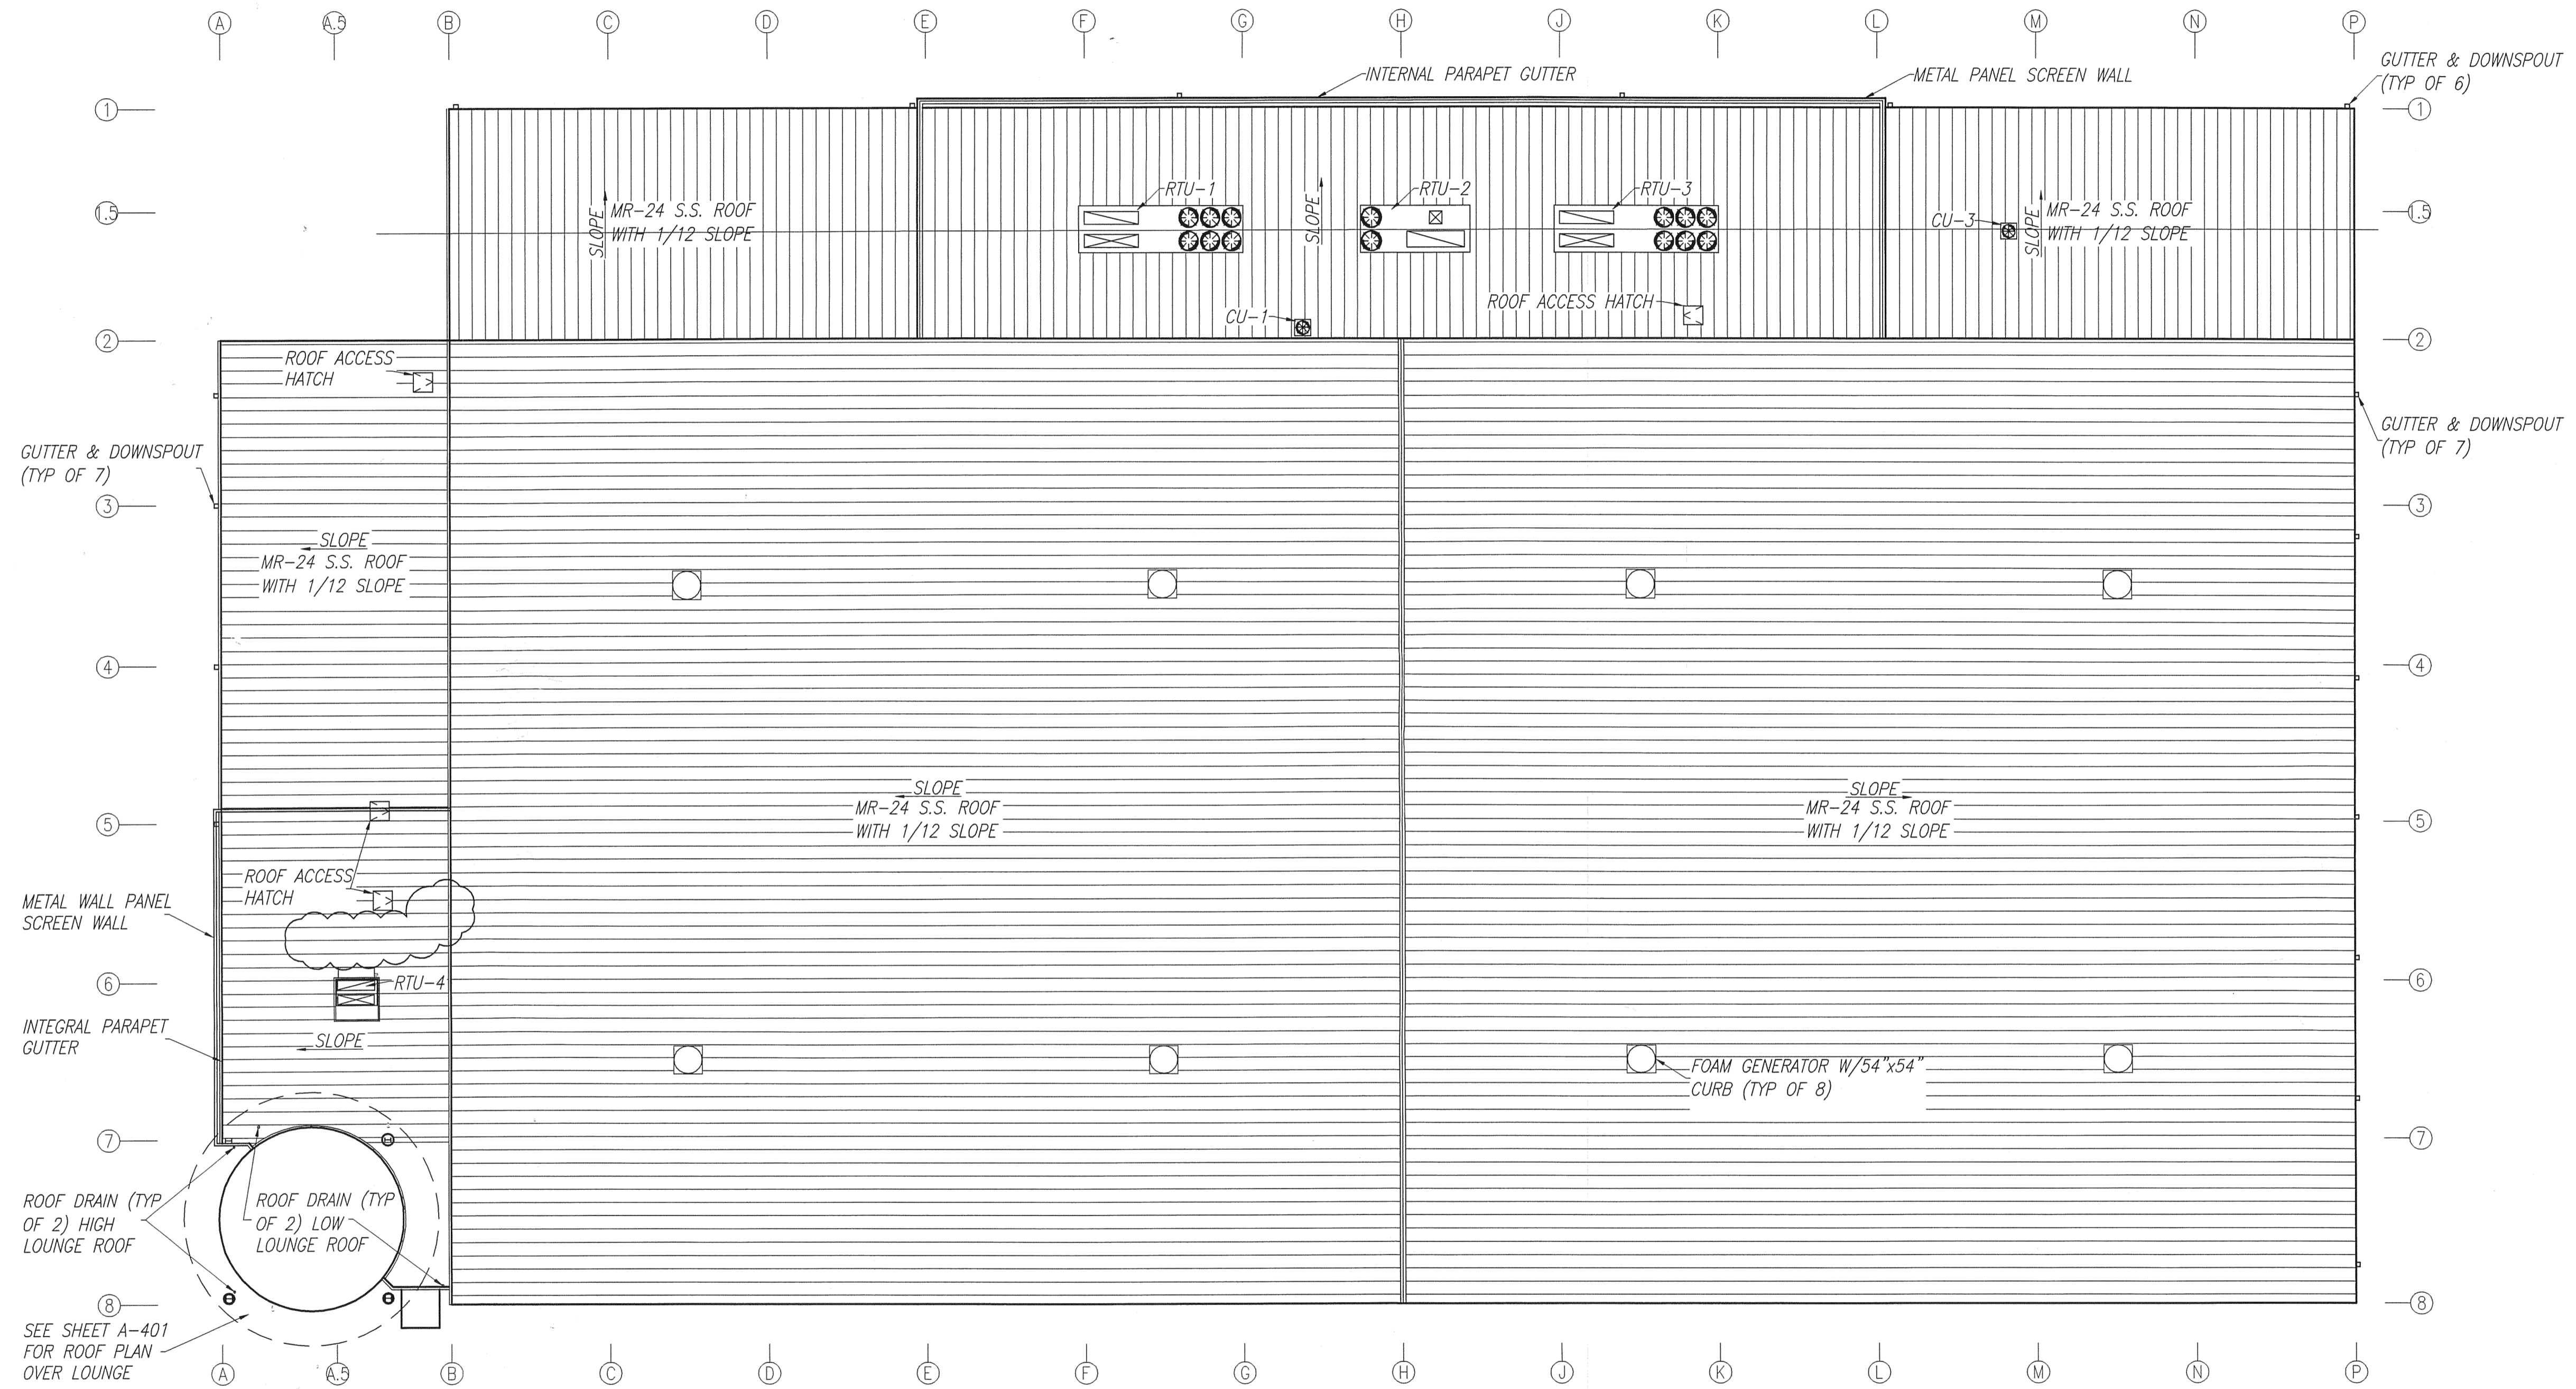 A A.5 B C D E F G H J K L M N P
GUTTER & DOWNSPOUT
(TYP OF 6)
INTERNAL PARAPET GUTTER
METAL PANEL SCREEN WALL
1 1
RTU-1
RTU-2
RTU-3
1.5 1.5
SLOPE
MR-24 S.S. ROOF
WITH 1/12 SLOPE
SLOPE
CU-3
SLOPE
MR-24 S.S. ROOF
WITH 1/12 SLOPE
ROOF ACCESS HATCH
CU-1
2 2
ROOF ACCESS
HATCH
GUTTER & DOWNSPOUT
(TYP OF 7)
GUTTER & DOWNSPOUT
(TYP OF 7)
3 3
SLOPE
MR-24 S.S. ROOF
WITH 1/12 SLOPE
4 4
SLOPE
MR-24 S.S. ROOF
WITH 1/12 SLOPE
SLOPE
MR-24 S.S. ROOF
WITH 1/12 SLOPE
5 5
ROOF ACCESS
HATCH
METAL WALL PANEL
SCREEN WALL
6 6
RTU-4
INTEGRAL PARAPET
GUTTER
SLOPE
FOAM GENERATOR W/54"x54"
CURB (TYP OF 8)
7 7
ROOF DRAIN (TYP
OF 2) HIGH
LOUNGE ROOF
ROOF DRAIN (TYP
OF 2) LOW
LOUNGE ROOF
8 8
SEE SHEET A-401
FOR ROOF PLAN
OVER LOUNGE
A A.5 B C D E F G H J K L M N P